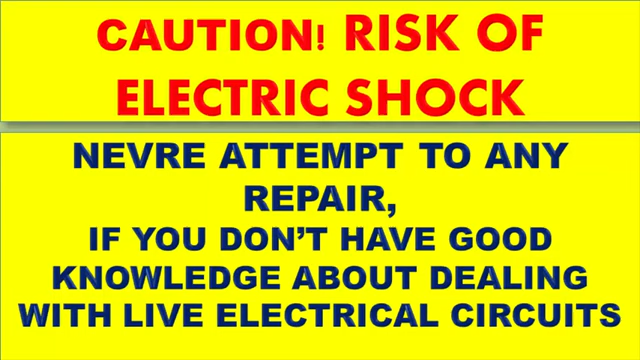 CAUTION! RISK OF
ELECTRIC SHOCK
NEVRE ATTEMPT TO ANY
REPAIR,
IF YOU DON'T HAVE GOOD
KNOWLEDGE ABOUT DEALING
WITH LIVE ELECTRICAL CIRCUITS